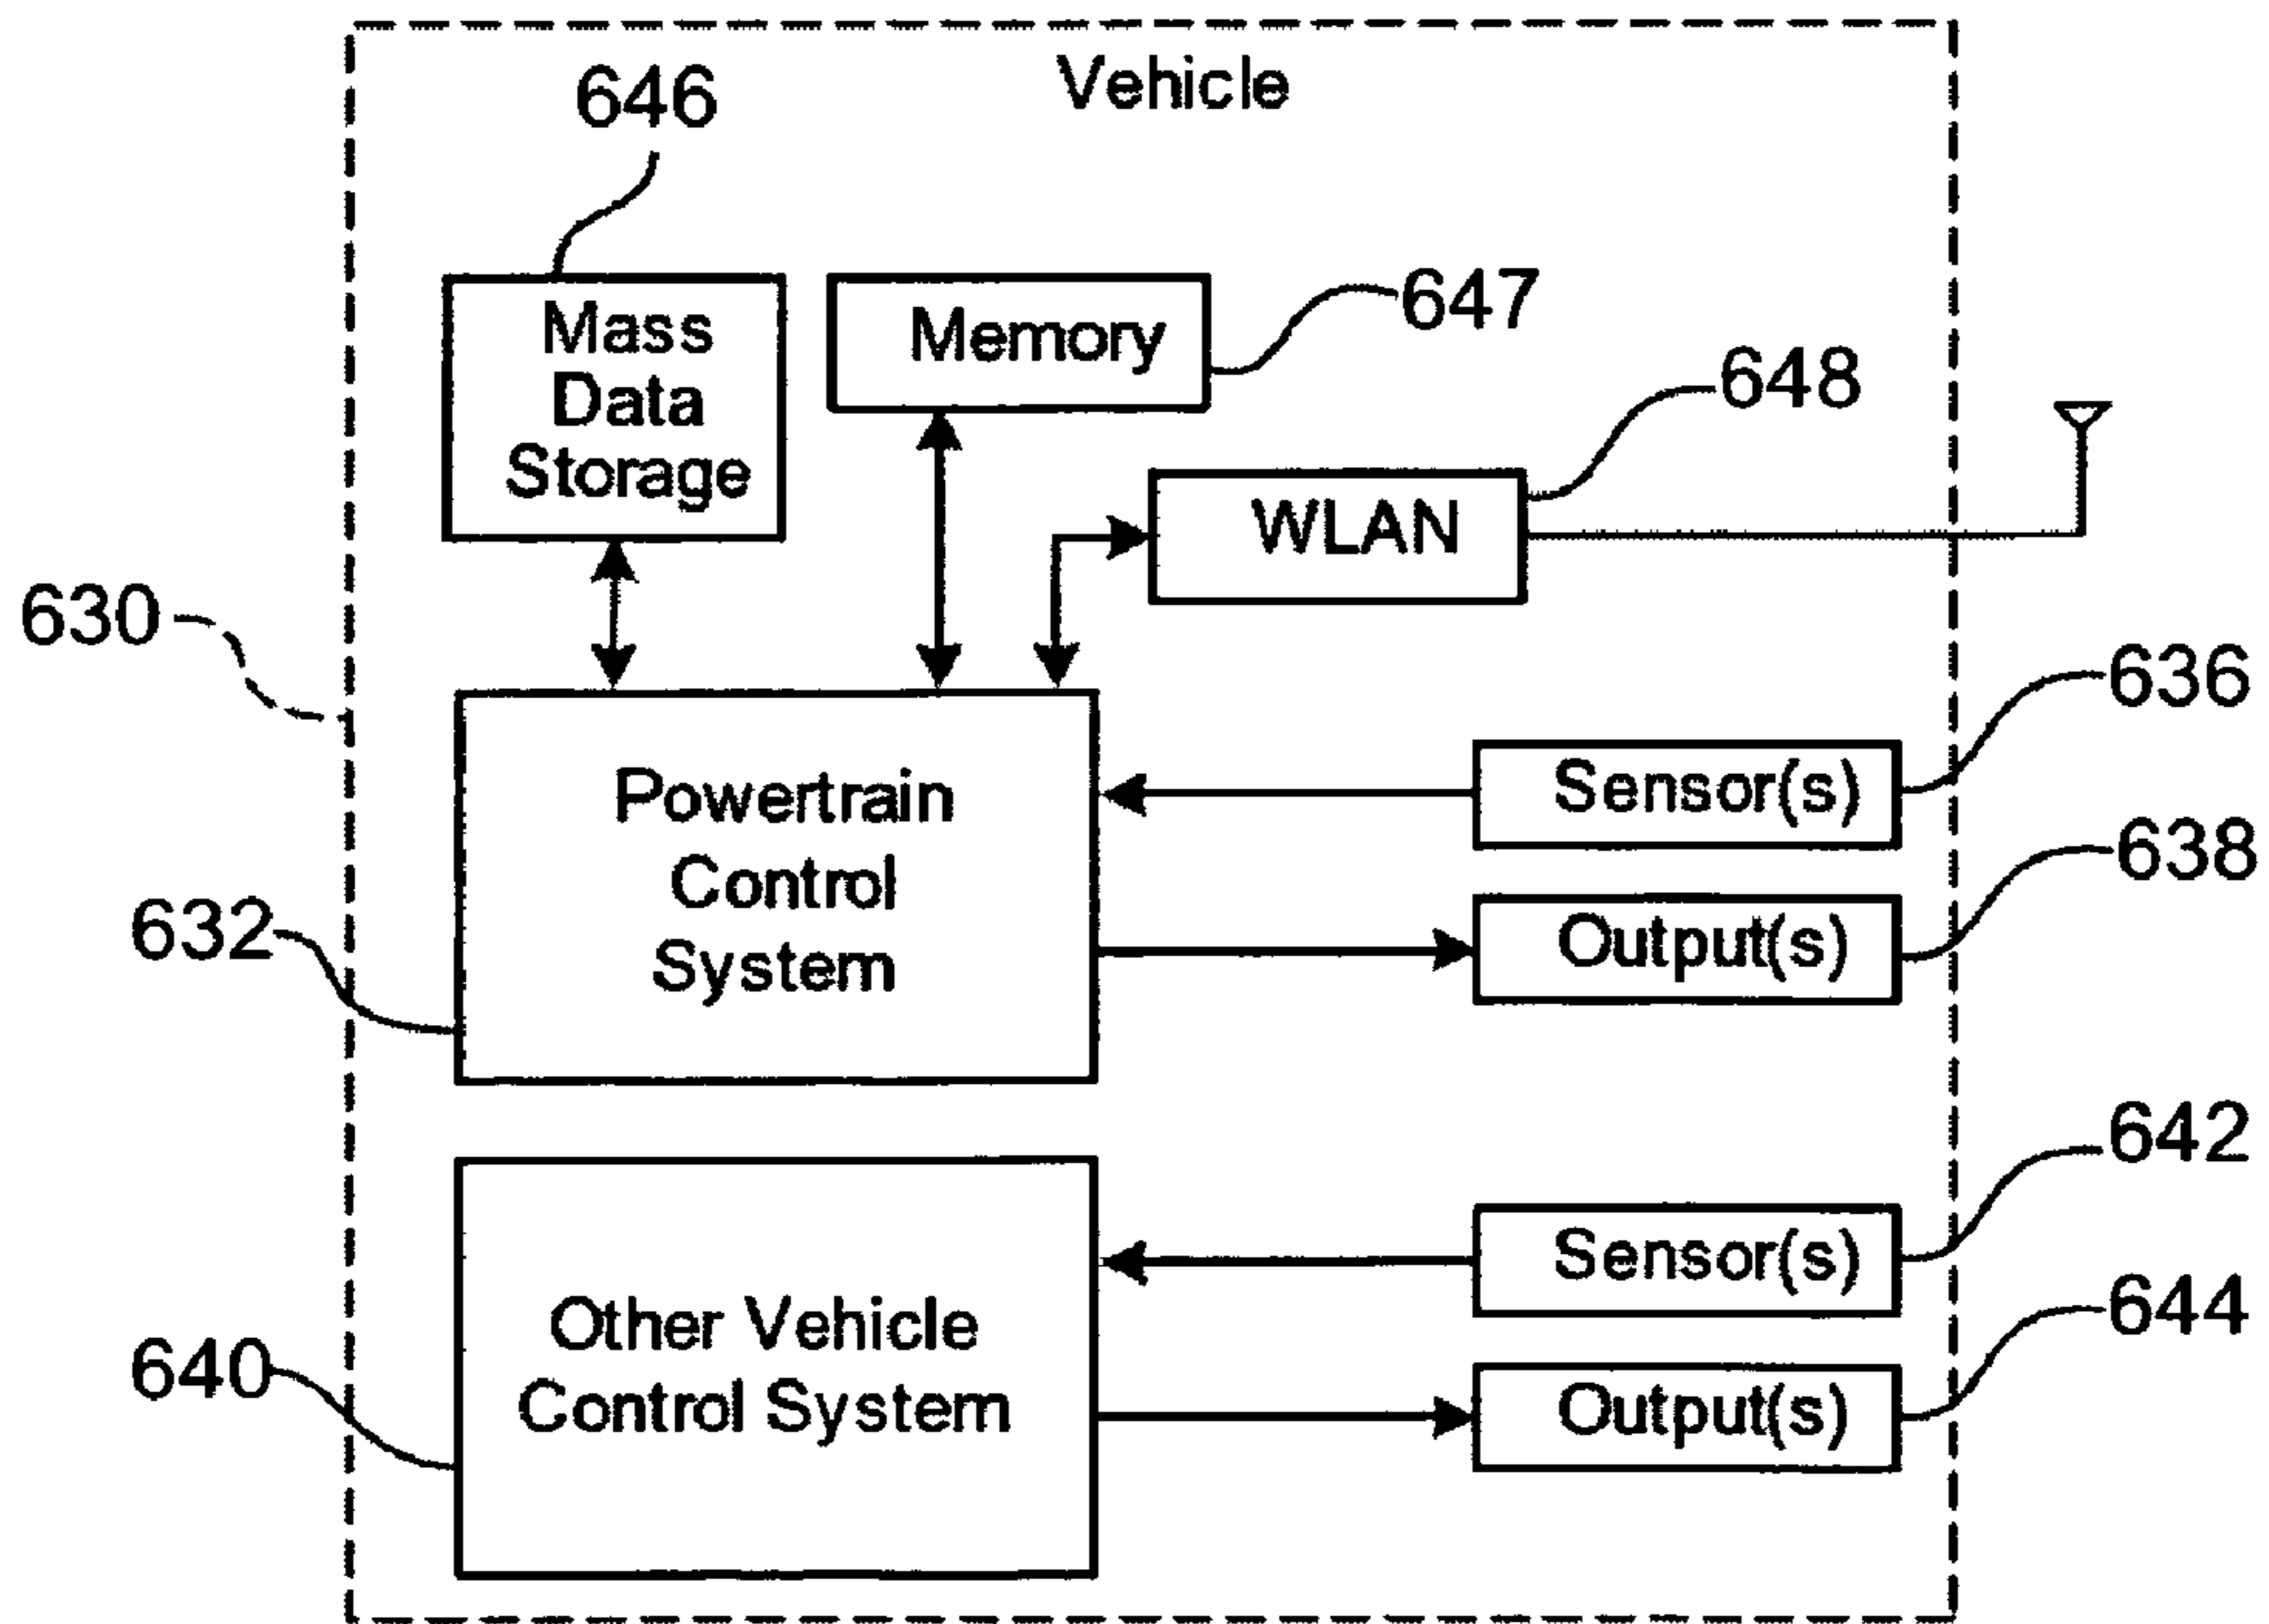 Vehicle
646
Mass
Data
Storage
Memory
647
648
WLAN
630
636
Sensor(s)
Powertrain
Control
System
638
Output(s)
632
642
Sensor(s)
Other Vehicle
Control System
644
Output(s)
640